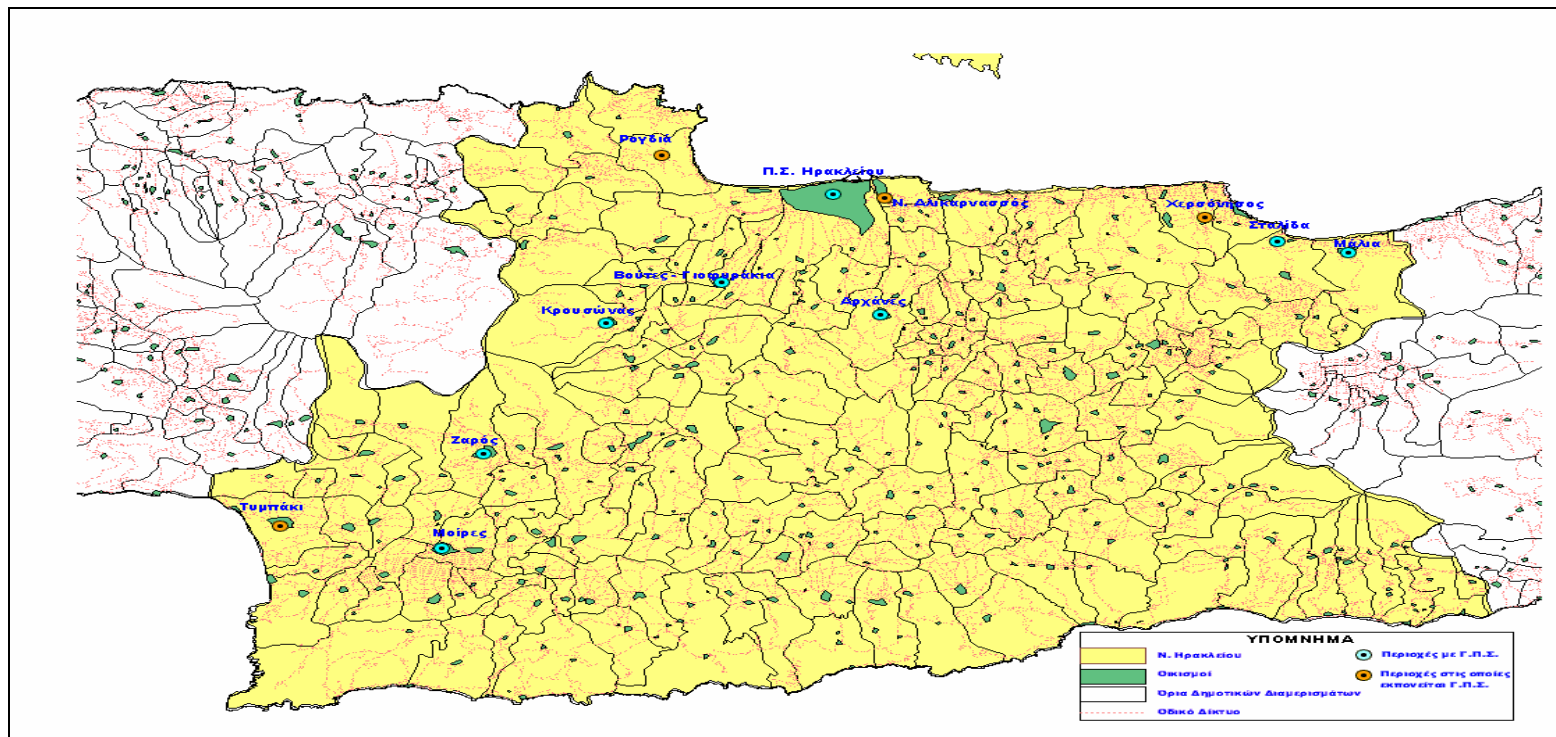 Ρογδιά
Π.Σ. Ηρακλείου
Ν. Αλικαρνασσός
Χερσόνησος
Σταλίδα
Μάλια
Βούτες - Γιοφυράκια
Κρουσώνας
Αρχάνες
Ζαρός
Τυμπάκι
Μοίρες
ΥΠΟΜΝΗΜΑ
Ν. Ηρακλείου
Οικισμοί
Όρια Δημοτικών Διαμερισμάτων
Οδικό Δίκτυο
Περιοχές με Γ.Π.Σ.
Περιοχές στις οποίες
εκπονείται Γ.Π.Σ.